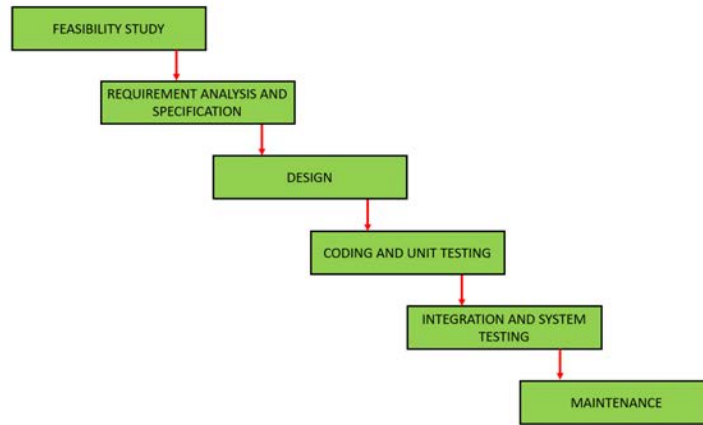 FEASIBILITY STUDY
REQUIREMENT ANALYSIS AND
SPECIFICATION
DESIGN
CODING AND UNIT TESTING
INTEGRATION AND SYSTEM
TESTING
MAINTENANCE